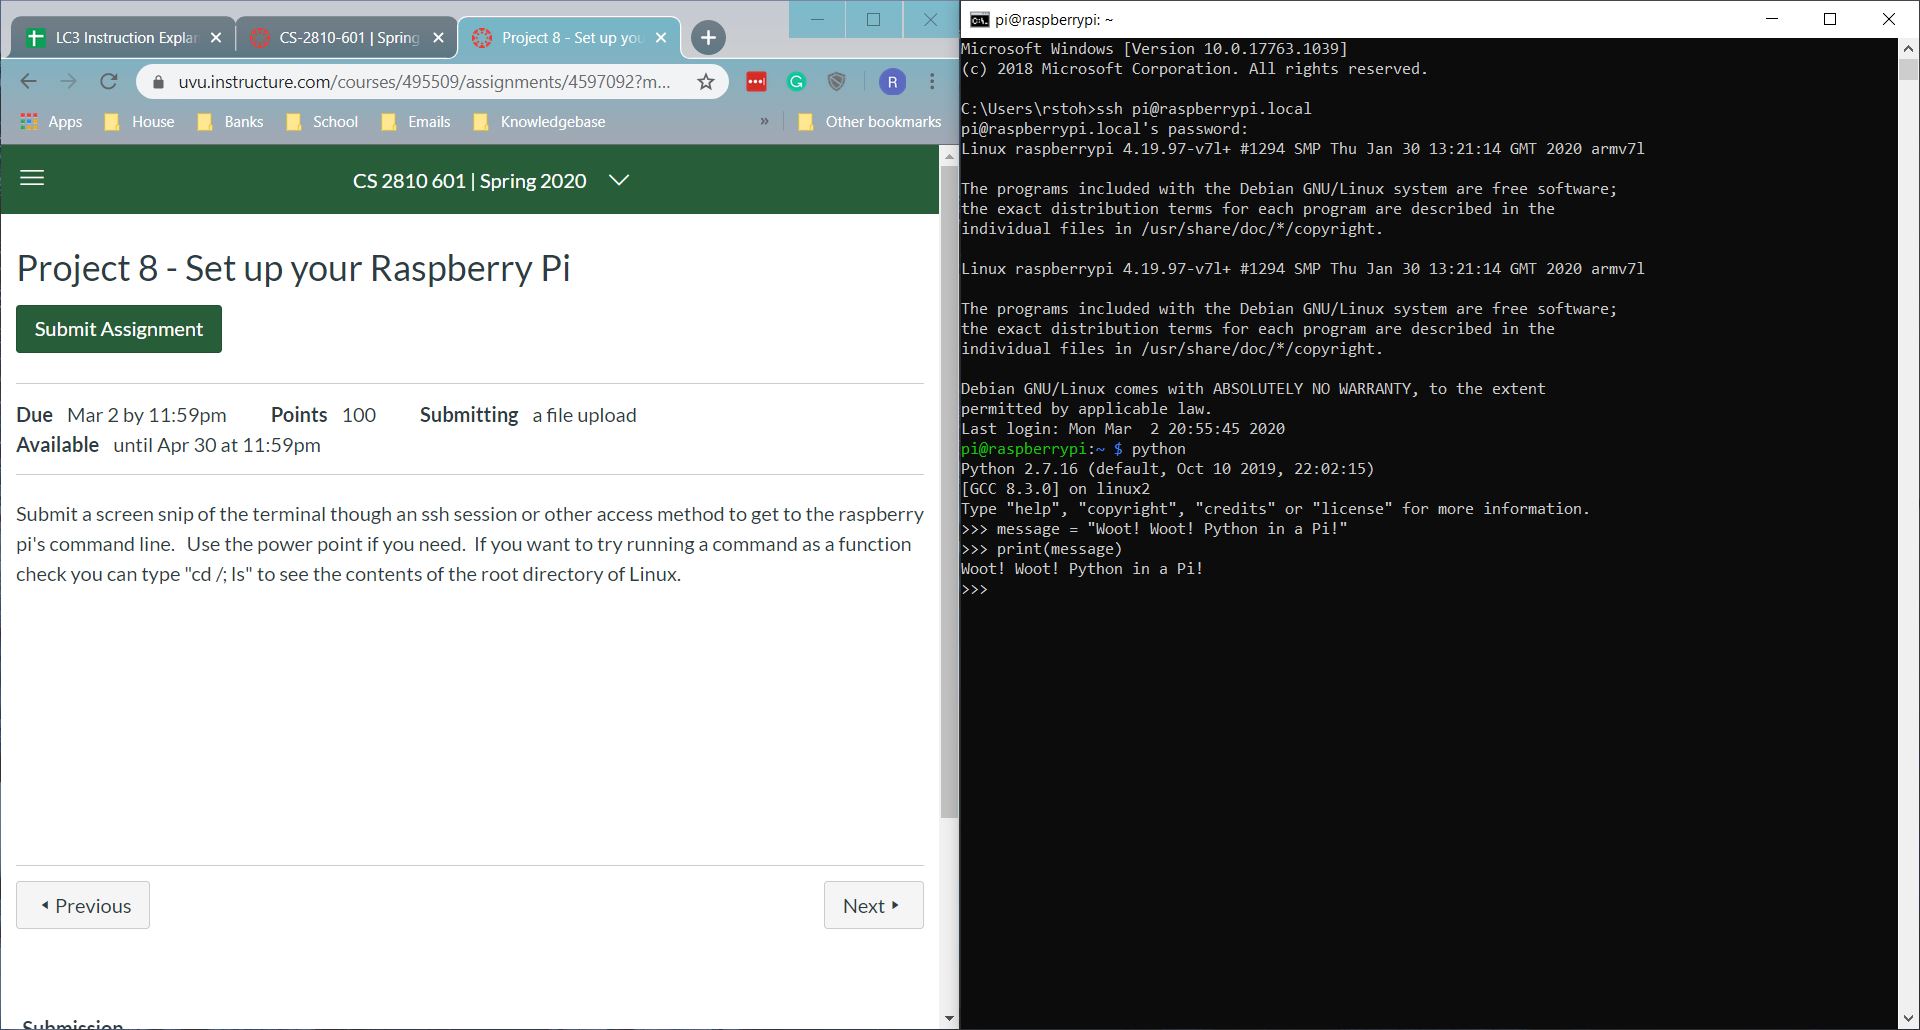 LC3 Instruction Explan
CS-2810-601 | Spring
Project 8 - Set up you
uvu.instructure.com/courses/495509/assignments/4597092?m...
R
Apps
House
Banks
School
Emails
Knowledgebase
»
Other bookmarks
CS 2810 601 | Spring 2020
Project 8 - Set up your Raspberry Pi
Submit Assignment
Due Mar 2 by 11:59pm Points 100 Submitting a file upload
Available until Apr 30 at 11:59pm
Submit a screen snip of the terminal though an ssh session or other access method to get to the raspberry
pi's command line. Use the power point if you need. If you want to try running a command as a function
check you can type "cd /; ls" to see the contents of the root directory of Linux.
Previous
Next
Submission
pi@raspberrypi: ~
Microsoft Windows [Version 10.0.17763.1039]
(c) 2018 Microsoft Corporation. All rights reserved.
C:\Users\rstoh>ssh pi@raspberrypi.local
pi@raspberrypi.local's password:
Linux raspberrypi 4.19.97-v7l+ #1294 SMP Thu Jan 30 13:21:14 GMT 2020 armv7l
The programs included with the Debian GNU/Linux system are free software;
the exact distribution terms for each program are described in the
individual files in /usr/share/doc/*/copyright.
Linux raspberrypi 4.19.97-v7l+ #1294 SMP Thu Jan 30 13:21:14 GMT 2020 armv7l
The programs included with the Debian GNU/Linux system are free software;
the exact distribution terms for each program are described in the
individual files in /usr/share/doc/*/copyright.
Debian GNU/Linux comes with ABSOLUTELY NO WARRANTY, to the extent
permitted by applicable law.
Last login: Mon Mar  2 20:55:45 2020
pi@raspberrypi:~ $ python
Python 2.7.16 (default, Oct 10 2019, 22:02:15)
[GCC 8.3.0] on linux2
Type "help", "copyright", "credits" or "license" for more information.
>>> message = "Woot! Woot! Python in a Pi!"
>>> print(message)
Woot! Woot! Python in a Pi!
>>>